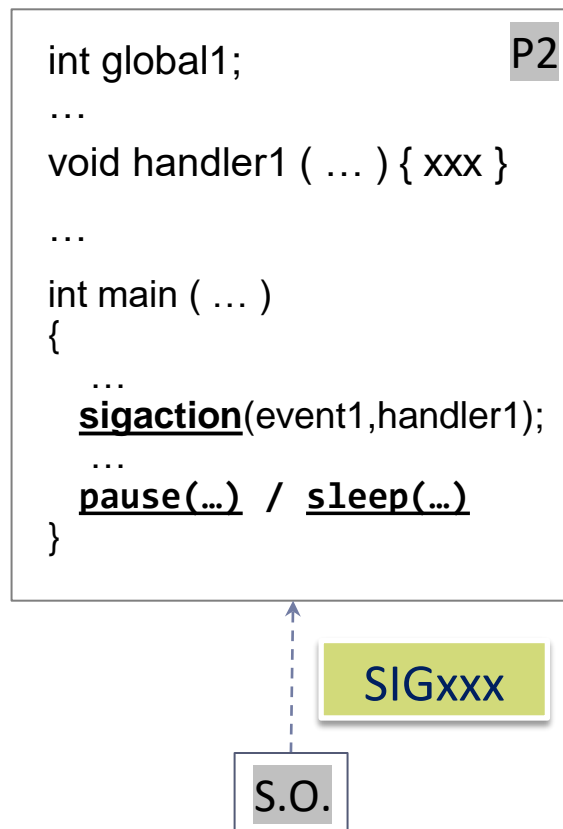 int global1;
P2
…
void handler1 ( … ) { xxx }
…
int main ( … )
{
…
sigaction(event1,handler1);
…
pause(…) / sleep(…)
}
SIGxxx
S.O.